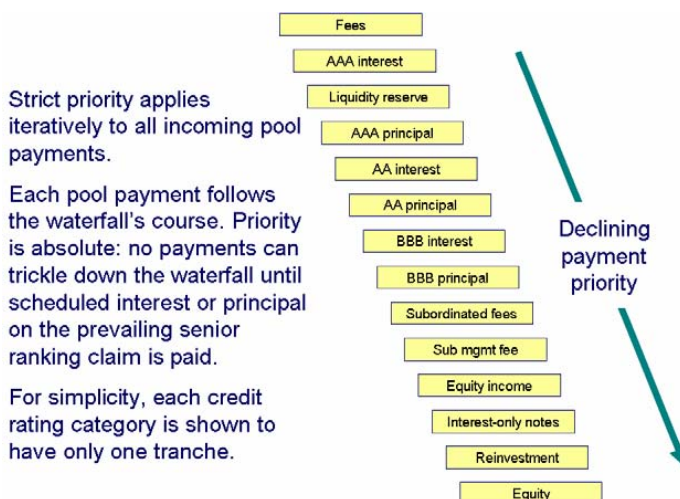 Fees
AAA interest
Liquidity reserve
AAA principal
AA interest
AA principal
BBB interest
BBB principal
Subordinated fees
Sub mgmt fee
Equity income
Interest-only notes
Reinvestment
Equity
Strict priority applies
iteratively to all incoming pool
payments.
Each pool payment follows
the waterfall's course. Priority
is absolute: no payments can
trickle down the waterfall until
scheduled interest or principal
on the prevailing senior
ranking claim is paid.
For simplicity, each credit
rating category is shown to
have only one tranche.
Declining
payment
priority